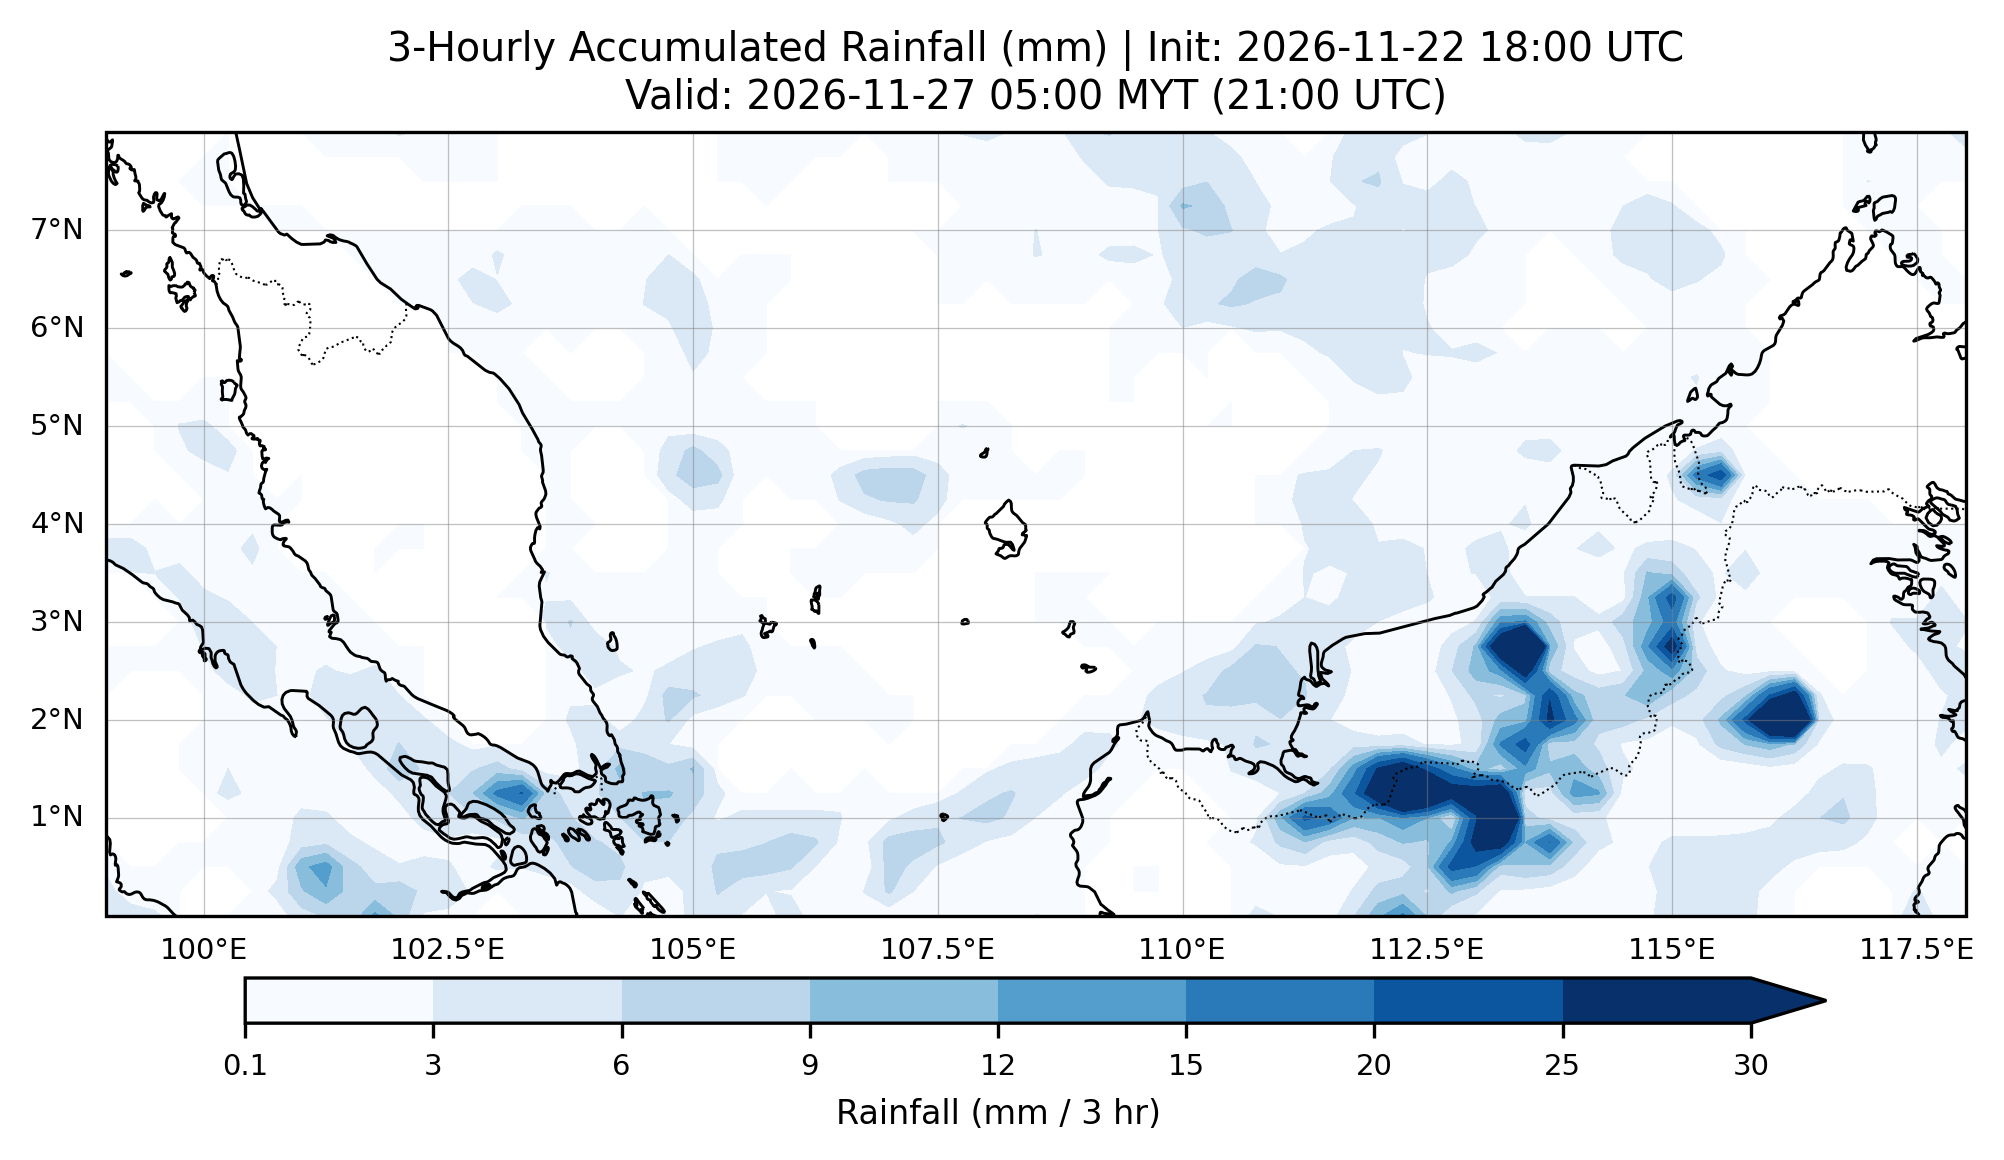 3-Hourly Accumulated Rainfall (mm) | Init: 2026-11-22 18:00 UTC
Valid: 2026-11-27 05:00 MYT (21:00 UTC)
7°N
6°N
5°N
4°N
3°N
2°N
1°N
100°E 102.5°E 105°E 107.5°E 110°E 112.5°E 115°E 117.5°E
0.1 3 6 9 12 15 20 25 30
Rainfall (mm / 3 hr)